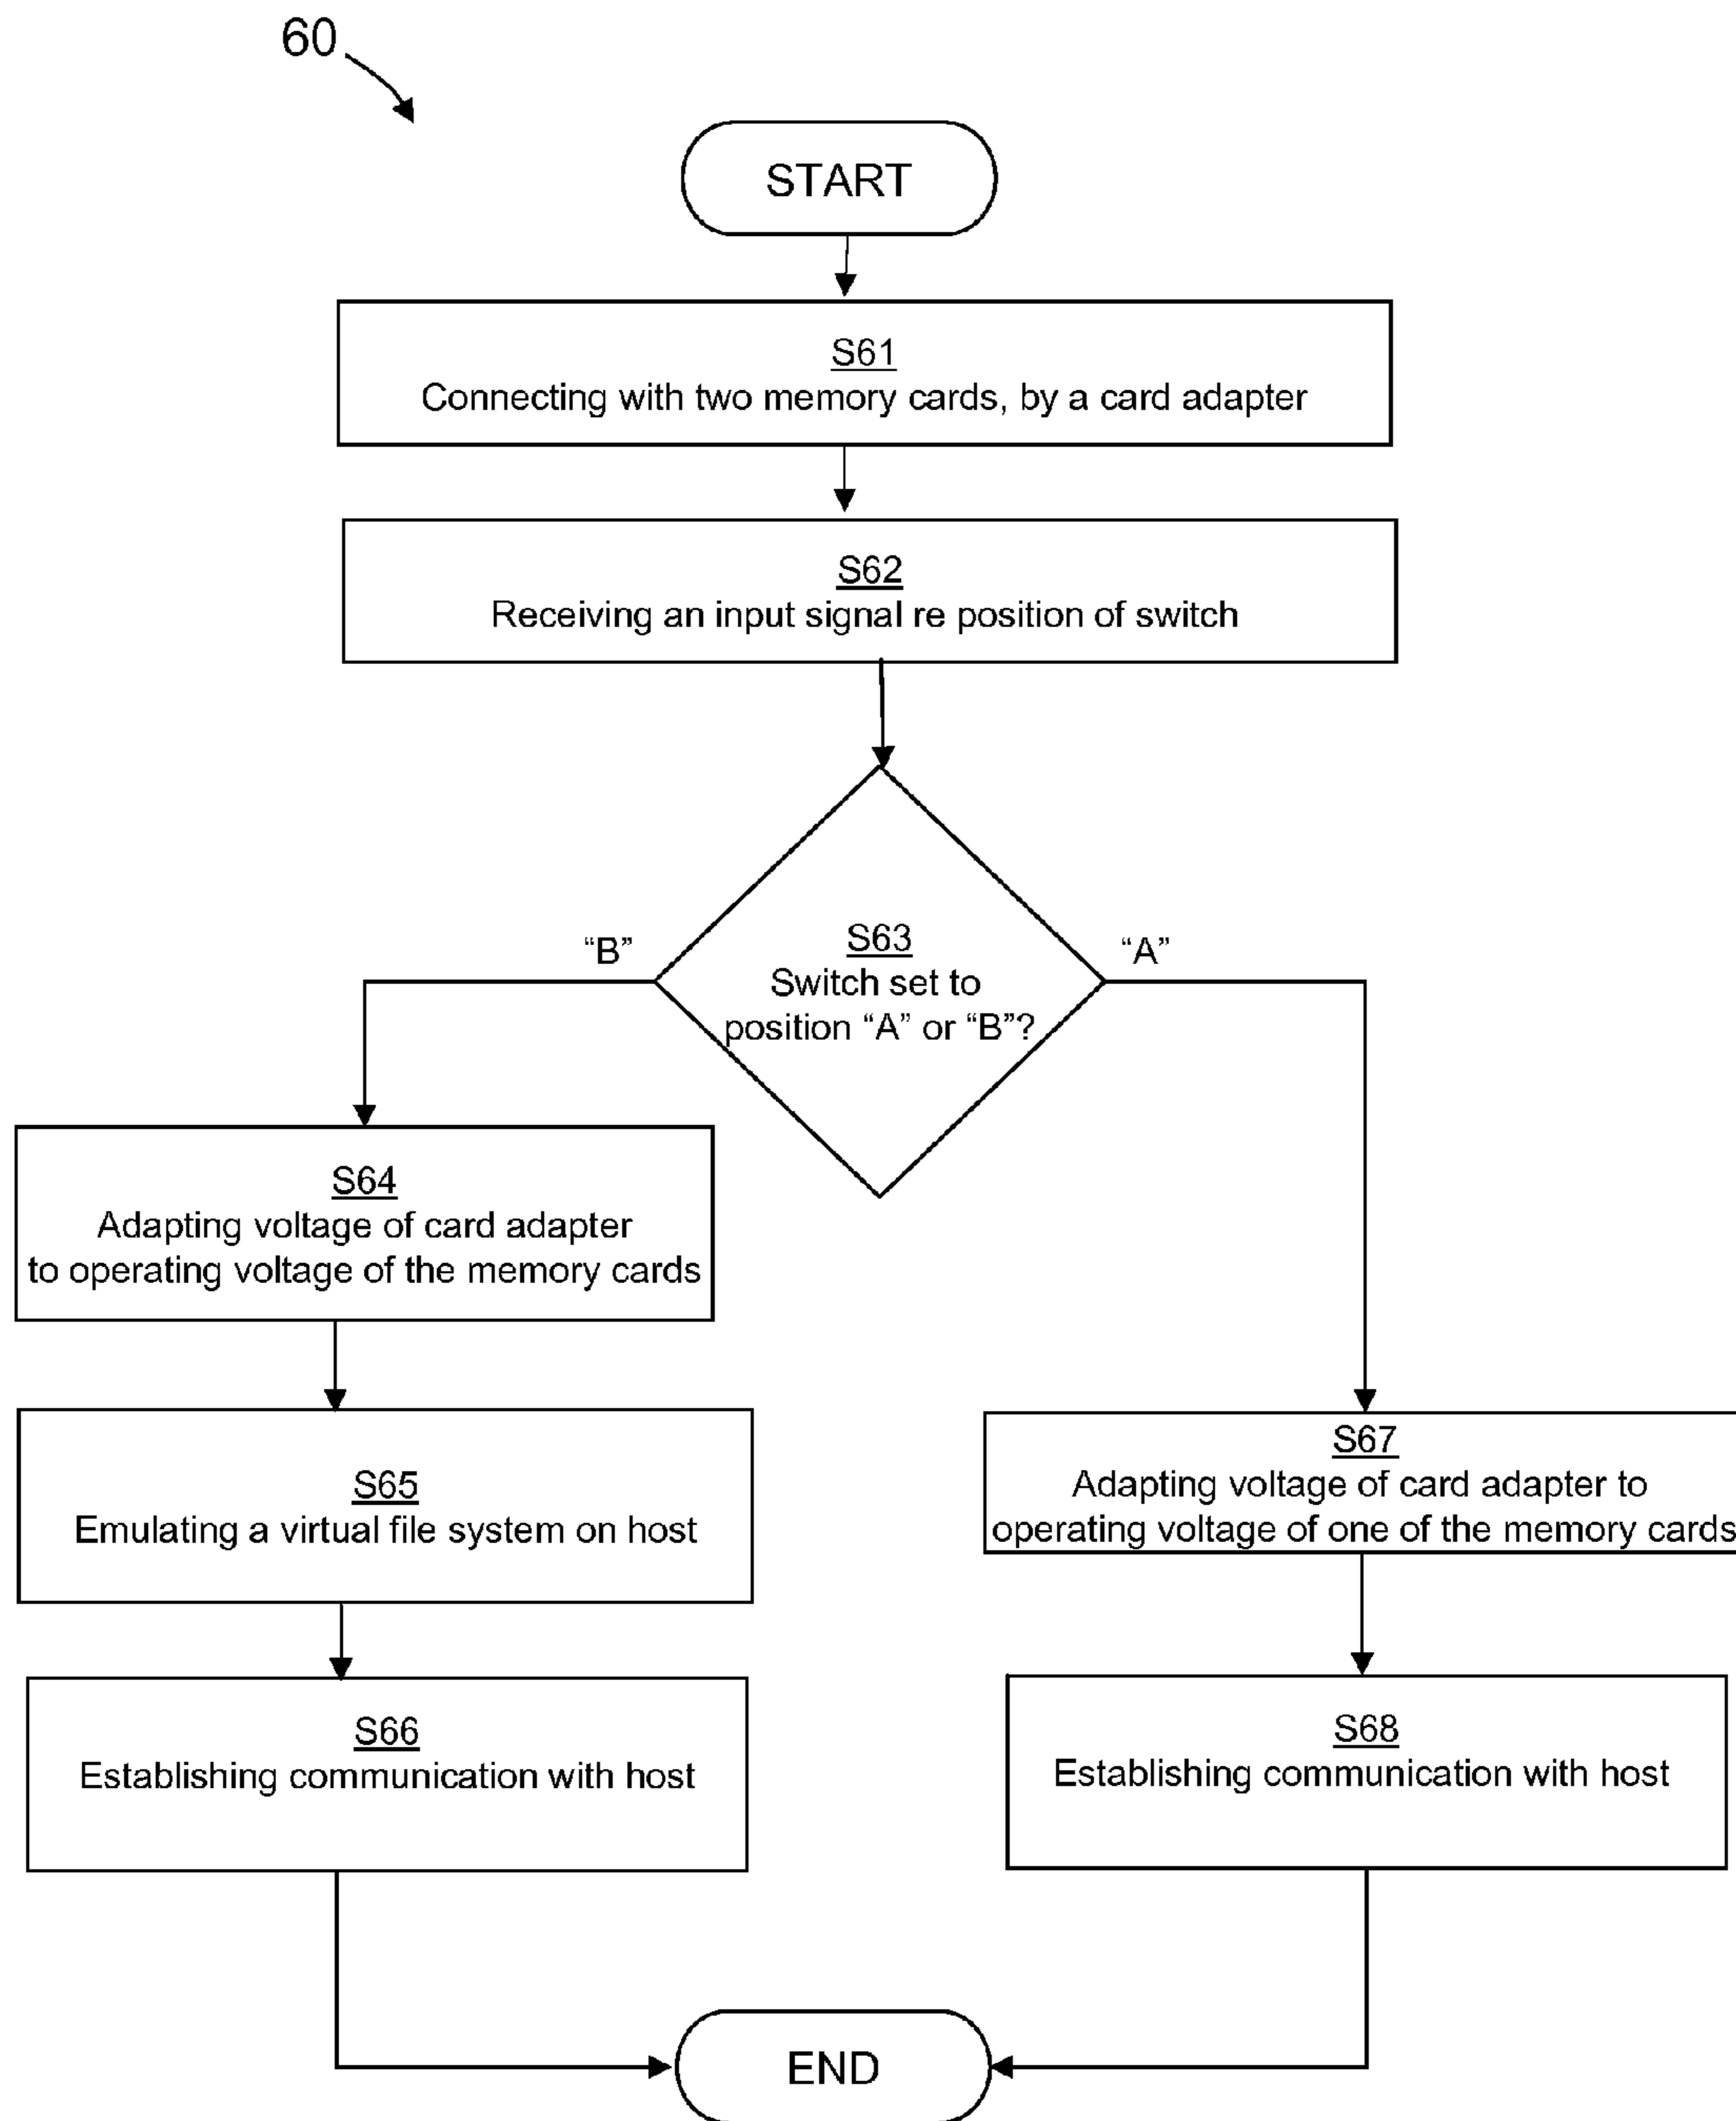 60
START
S61
Connecting with two memory cards, by a card adapter
S62
Receiving an input signal re position of switch
S63
Switch set to
position “A” or “B”?
“B”
“A”
S64
Adapting voltage of card adapter
to operating voltage of the memory cards
S65
Emulating a virtual file system on host
S66
Establishing communication with host
S67
Adapting voltage of card adapter to
operating voltage of one of the memory cards
S68
Establishing communication with host
END